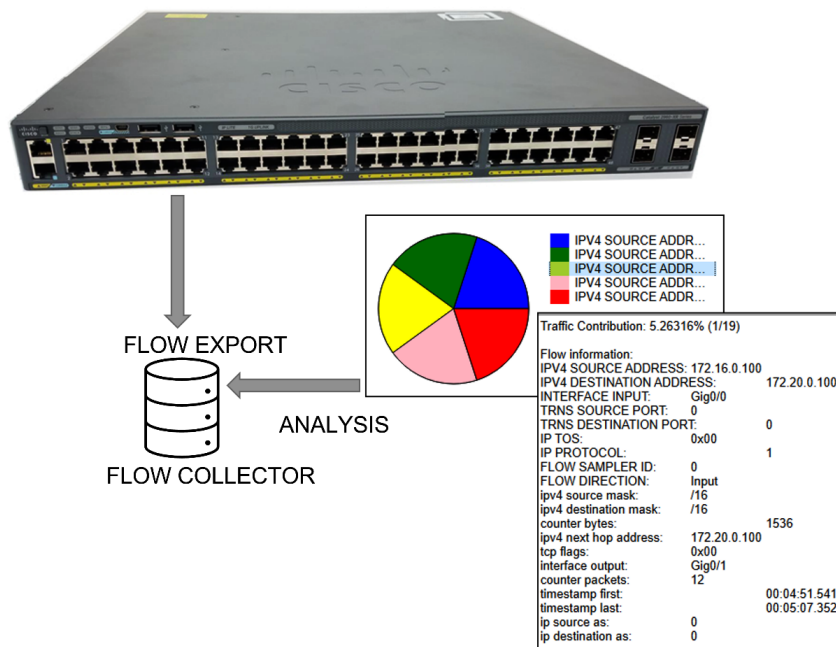 CISCO
CISCO
FLOW EXPORT
ANALYSIS
FLOW COLLECTOR
IPV4 SOURCE ADDR...
IPV4 SOURCE ADDR...
IPV4 SOURCE ADDR...
IPV4 SOURCE ADDR...
IPV4 SOURCE ADDR...
Traffic Contribution: 5.26316% (1/19)
Flow information:
IPV4 SOURCE ADDRESS: 172.16.0.100
IPV4 DESTINATION ADDRESS: 172.20.0.100
INTERFACE INPUT: Gig0/0
TRNS SOURCE PORT: 0
TRNS DESTINATION PORT: 0
IP TOS: 0x00
IP PROTOCOL: 1
FLOW SAMPLER ID: 0
FLOW DIRECTION: Input
ipv4 source mask: /16
ipv4 destination mask: /16
counter bytes: 1536
ipv4 next hop address: 172.20.0.100
tcp flags: 0x00
interface output: Gig0/1
counter packets: 12
timestamp first: 00:04:51.541
timestamp last: 00:05:07.352
ip source as: 0
ip destination as: 0